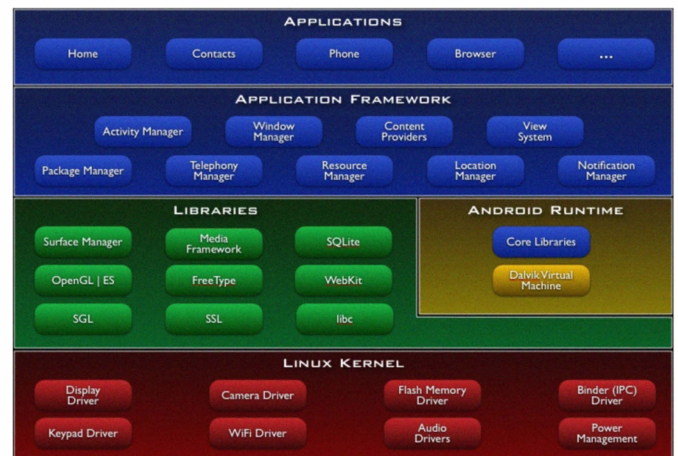 APPLICATIONS
Home
Contacts
Phone
Browser
...
APPLICATION FRAMEWORK
Activity Manager
Window
Manager
Content
Providers
View
System
Package Manager
Telephony
Manager
Resource
Manager
Location
Manager
Notification
Manager
LIBRARIES
Surface Manager
Media
Framework
SQLite
OpenGL | ES
FreeType
WebKit
SGL
SSL
libc
ANDROID RUNTIME
Core Libraries
Dalvik Virtual
Machine
LINUX KERNEL
Display
Driver
Camera Driver
Flash Memory
Driver
Binder (IPC)
Driver
Keypad Driver
WiFi Driver
Audio
Drivers
Power
Management